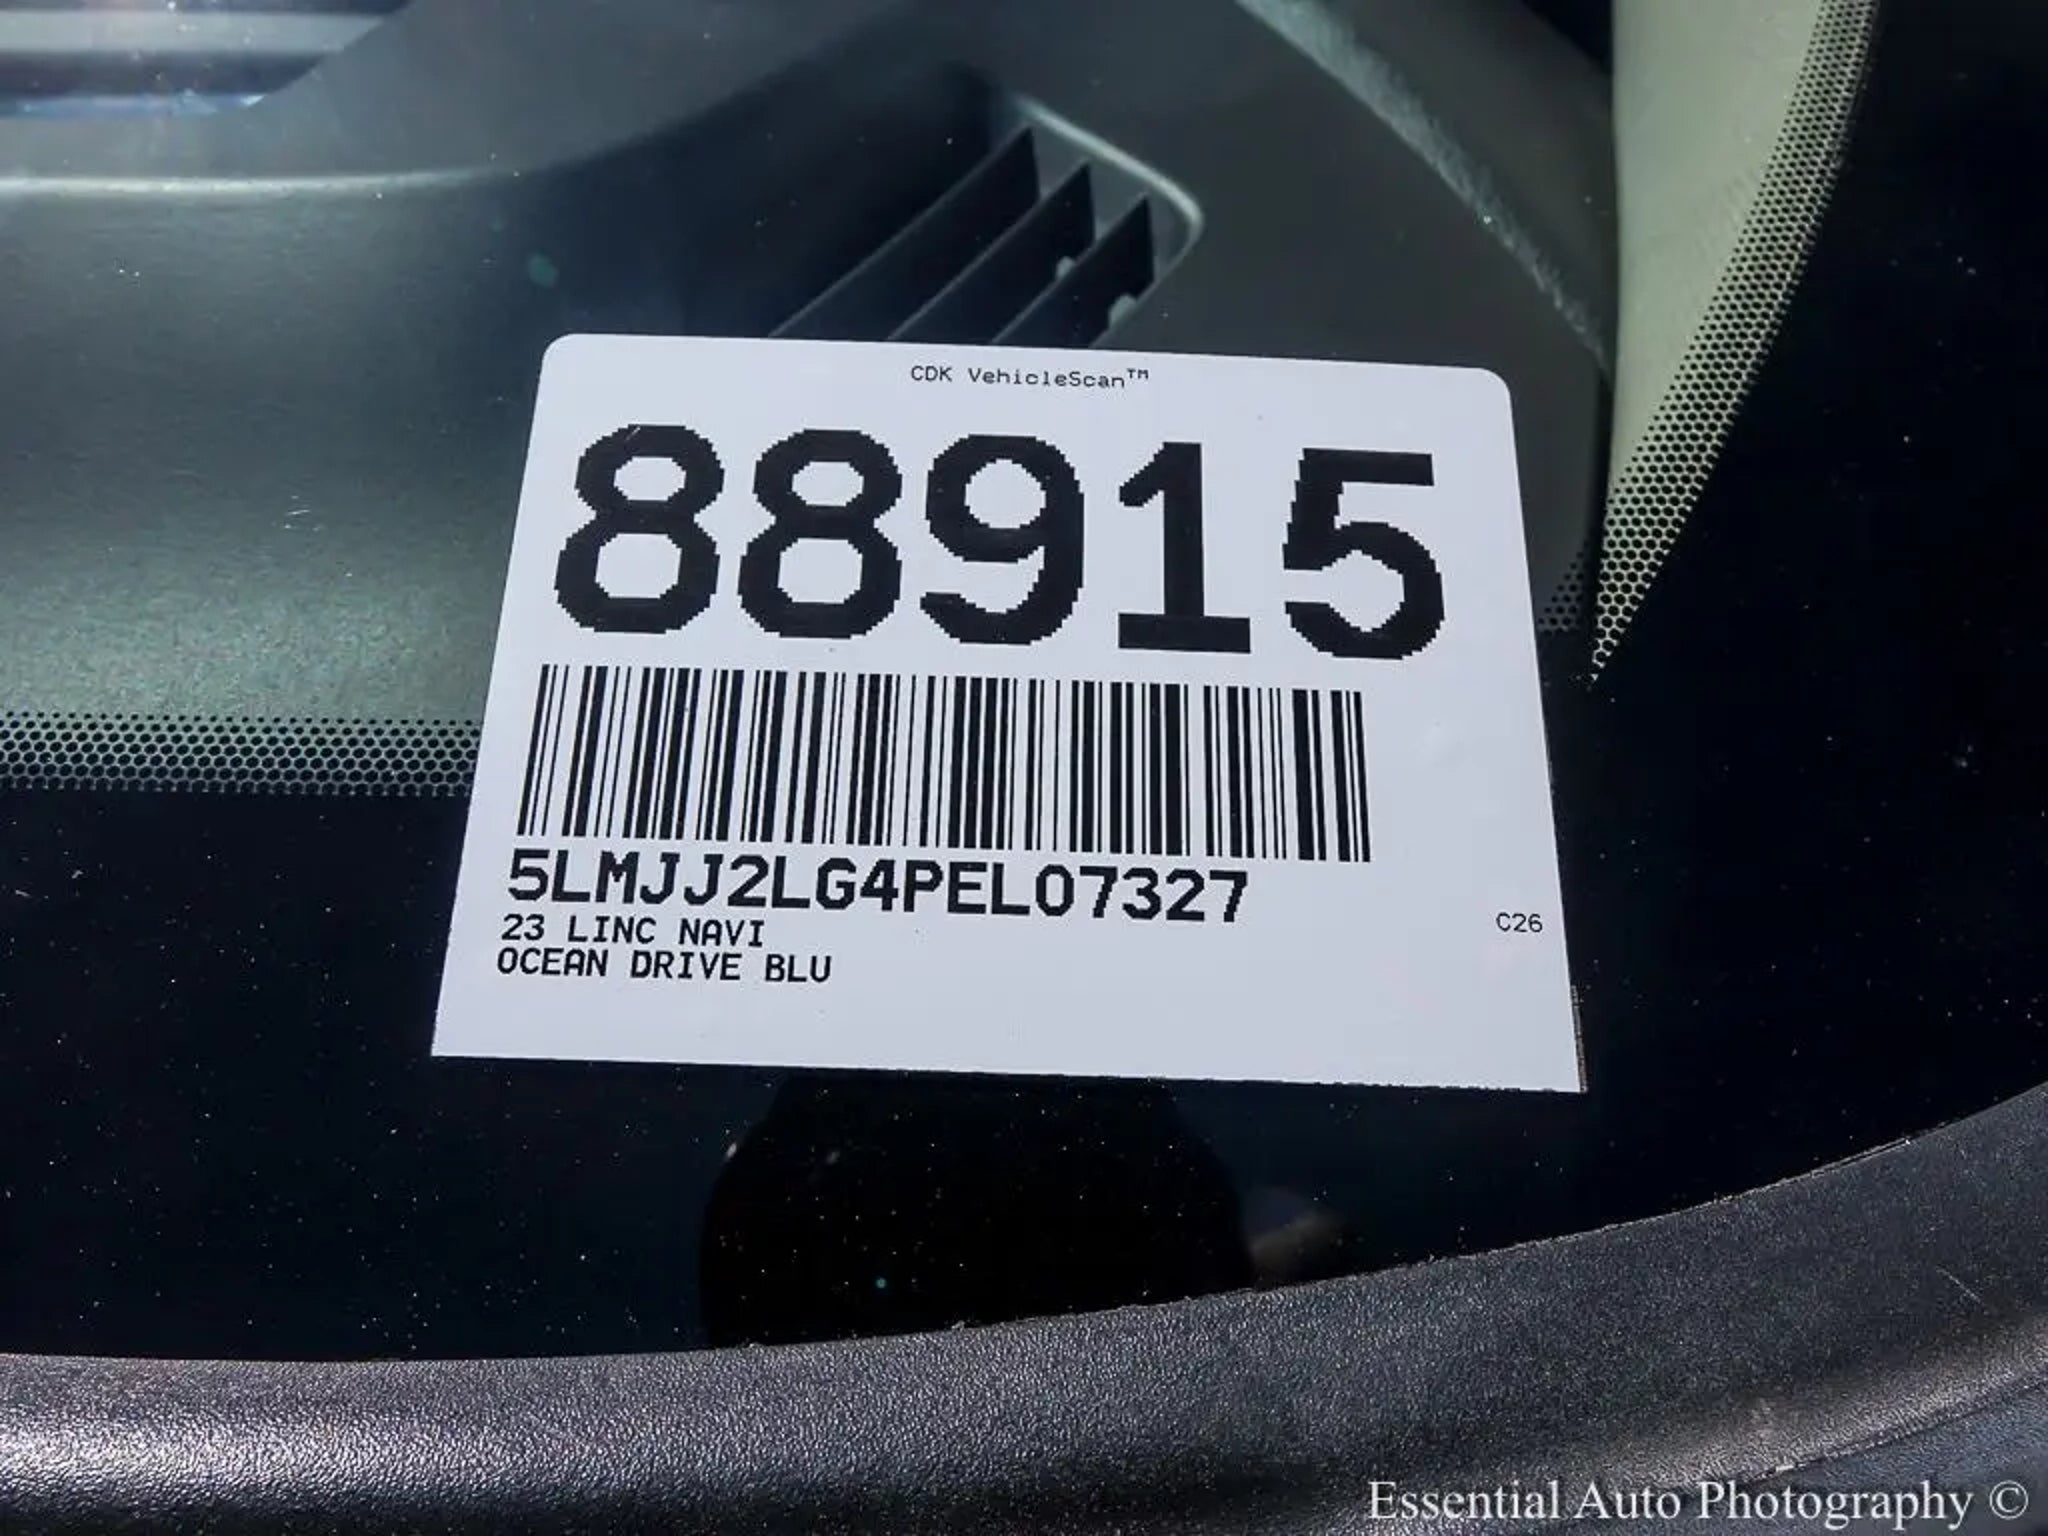 CDK VehicleScan™
88915
5LMJJ2LG4PEL07327
23 LINC NAVI
OCEAN DRIVE BLU
C26
Essential Auto Photography ©